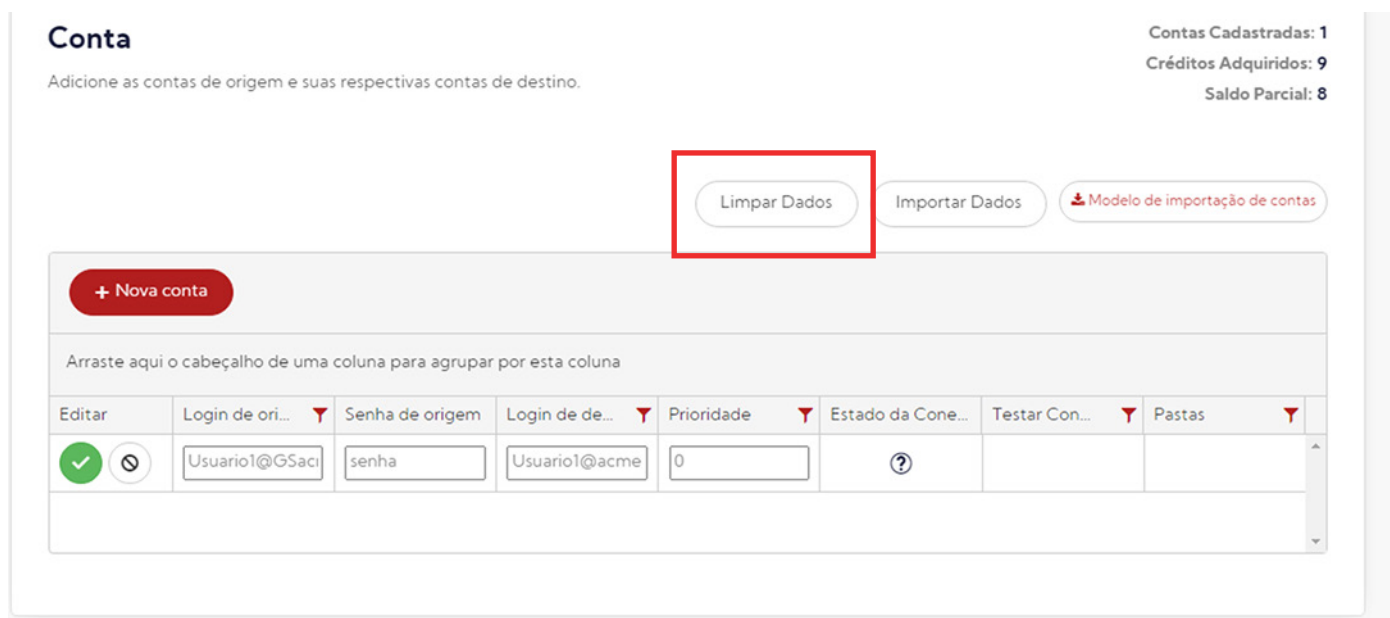 Conta
Contas Cadastradas: 1
Créditos Adquiridos: 9
Saldo Parcial: 8
Adicione as contas de origem e suas respectivas contas de destino.
Limpar Dados
Importar Dados
Modelo de importação de contas
+ Nova conta
Arraste aqui o cabeçalho de uma coluna para agrupar por esta coluna
Editar Login de ori... Senha de origem Login de de... Prioridade Estado da Cone... Testar Con... Pastas
Usuario1@GSaci senha Usuario1@acme 0 ?